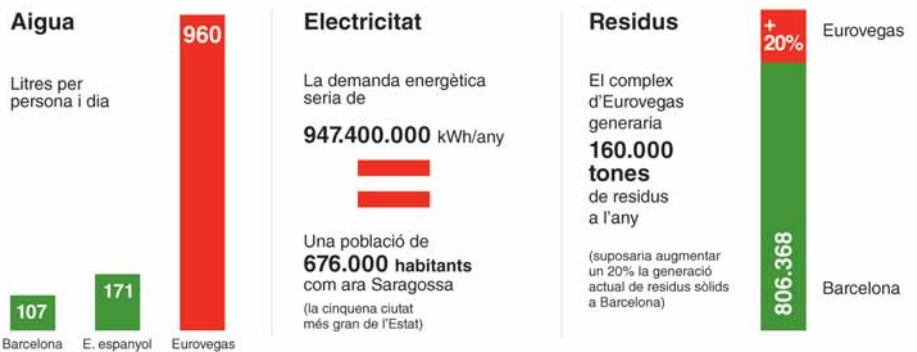 Aigua
Litres per
persona i dia
107
171
960
Barcelona
E. espanyol
Eurovegas
Electricitat
La demanda energètica
seria de
947.400.000 kWh/any
Una població de
676.000 habitants
com ara Saragossa
(la cinquena ciutat
més gran de l'Estat)
Residus
El complex
d'Eurovegas
generaria
160.000
tones
de residus
a l'any
(suposaria augmentar
un 20% la generació
actual de residus sòlids
a Barcelona)
+
20%
Eurovegas
806.368
Barcelona